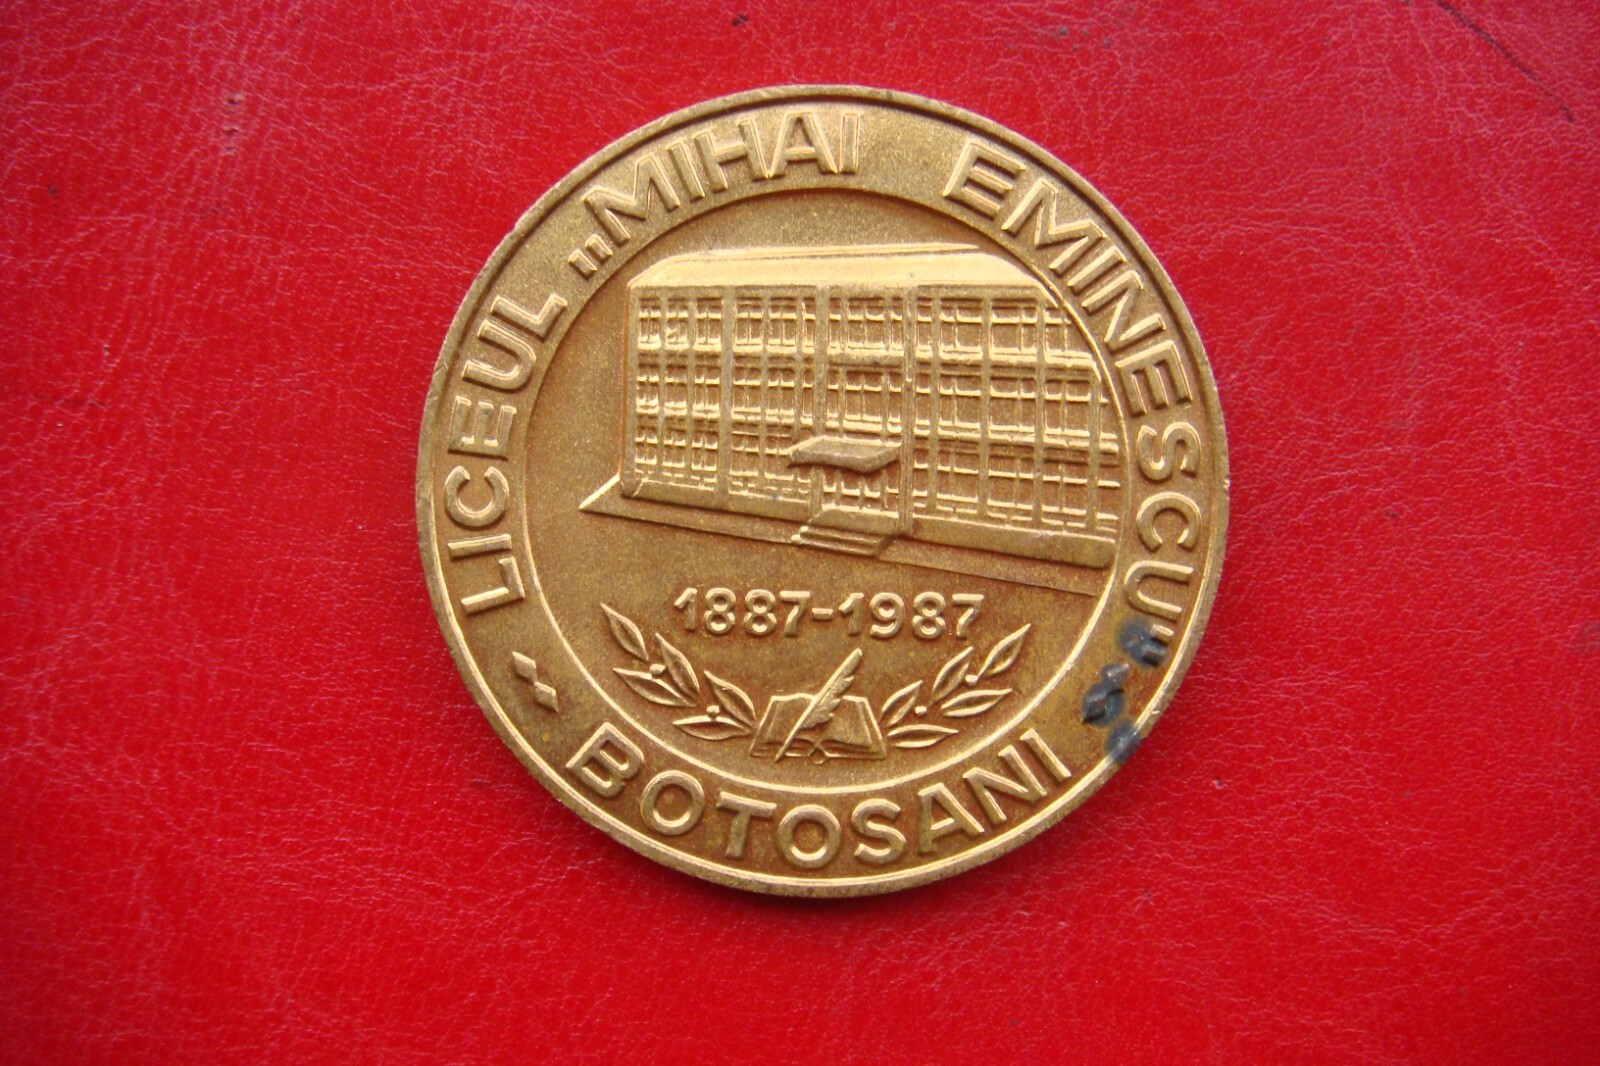 LICEUL „MIHAI EMINESCU"
1887-1987
BOTOSANI